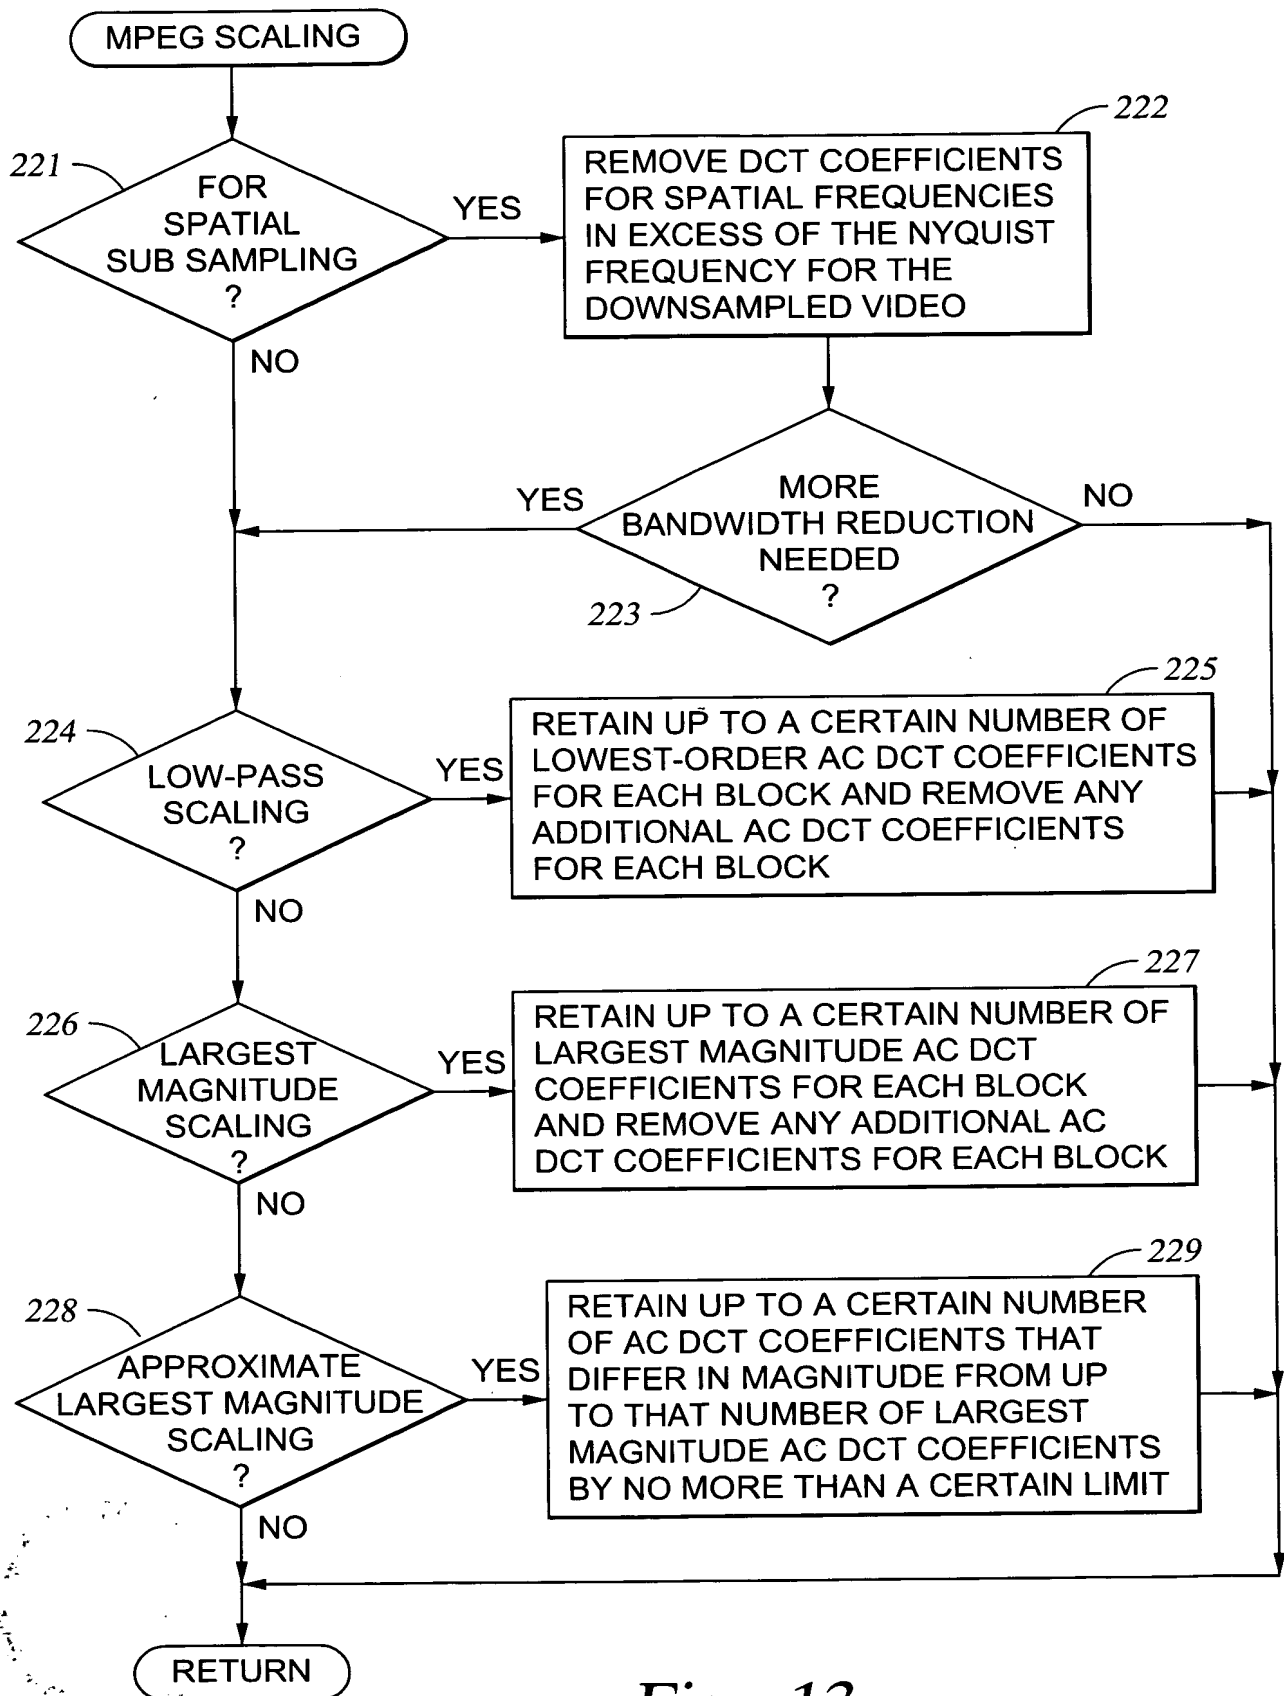 MPEG SCALING
221
FOR
SPATIAL
SUB SAMPLING
?
YES
NO
222
REMOVE DCT COEFFICIENTS
FOR SPATIAL FREQUENCIES
IN EXCESS OF THE NYQUIST
FREQUENCY FOR THE
DOWNSAMPLED VIDEO
223
MORE
BANDWIDTH REDUCTION
NEEDED
?
YES
NO
224
LOW-PASS
SCALING
?
YES
NO
225
RETAIN UP TO A CERTAIN NUMBER OF
LOWEST-ORDER AC DCT COEFFICIENTS
FOR EACH BLOCK AND REMOVE ANY
ADDITIONAL AC DCT COEFFICIENTS
FOR EACH BLOCK
226
LARGEST
MAGNITUDE
SCALING
?
YES
NO
227
RETAIN UP TO A CERTAIN NUMBER OF
LARGEST MAGNITUDE AC DCT
COEFFICIENTS FOR EACH BLOCK
AND REMOVE ANY ADDITIONAL AC
DCT COEFFICIENTS FOR EACH BLOCK
228
APPROXIMATE
LARGEST MAGNITUDE
SCALING
?
YES
NO
229
RETAIN UP TO A CERTAIN NUMBER
OF AC DCT COEFFICIENTS THAT
DIFFER IN MAGNITUDE FROM UP
TO THAT NUMBER OF LARGEST
MAGNITUDE AC DCT COEFFICIENTS
BY NO MORE THAN A CERTAIN LIMIT
RETURN